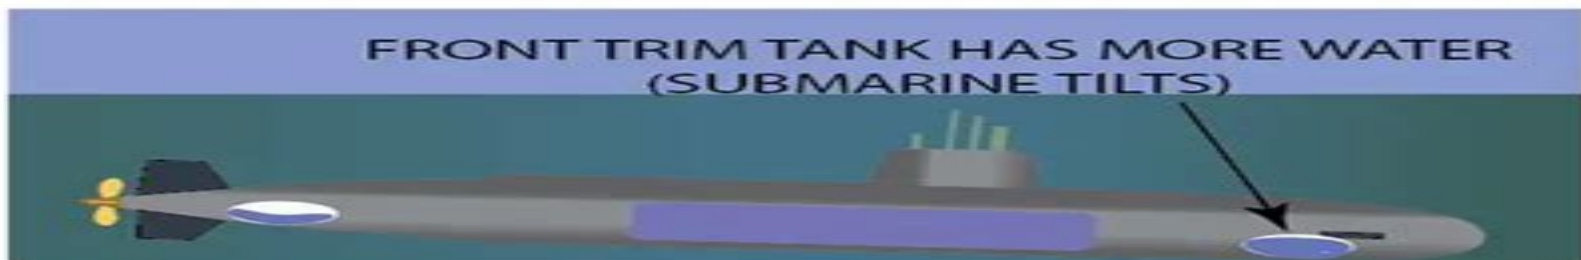 FRONT TRIM TANK HAS MORE WATER
(SUBMARINE TILTS)